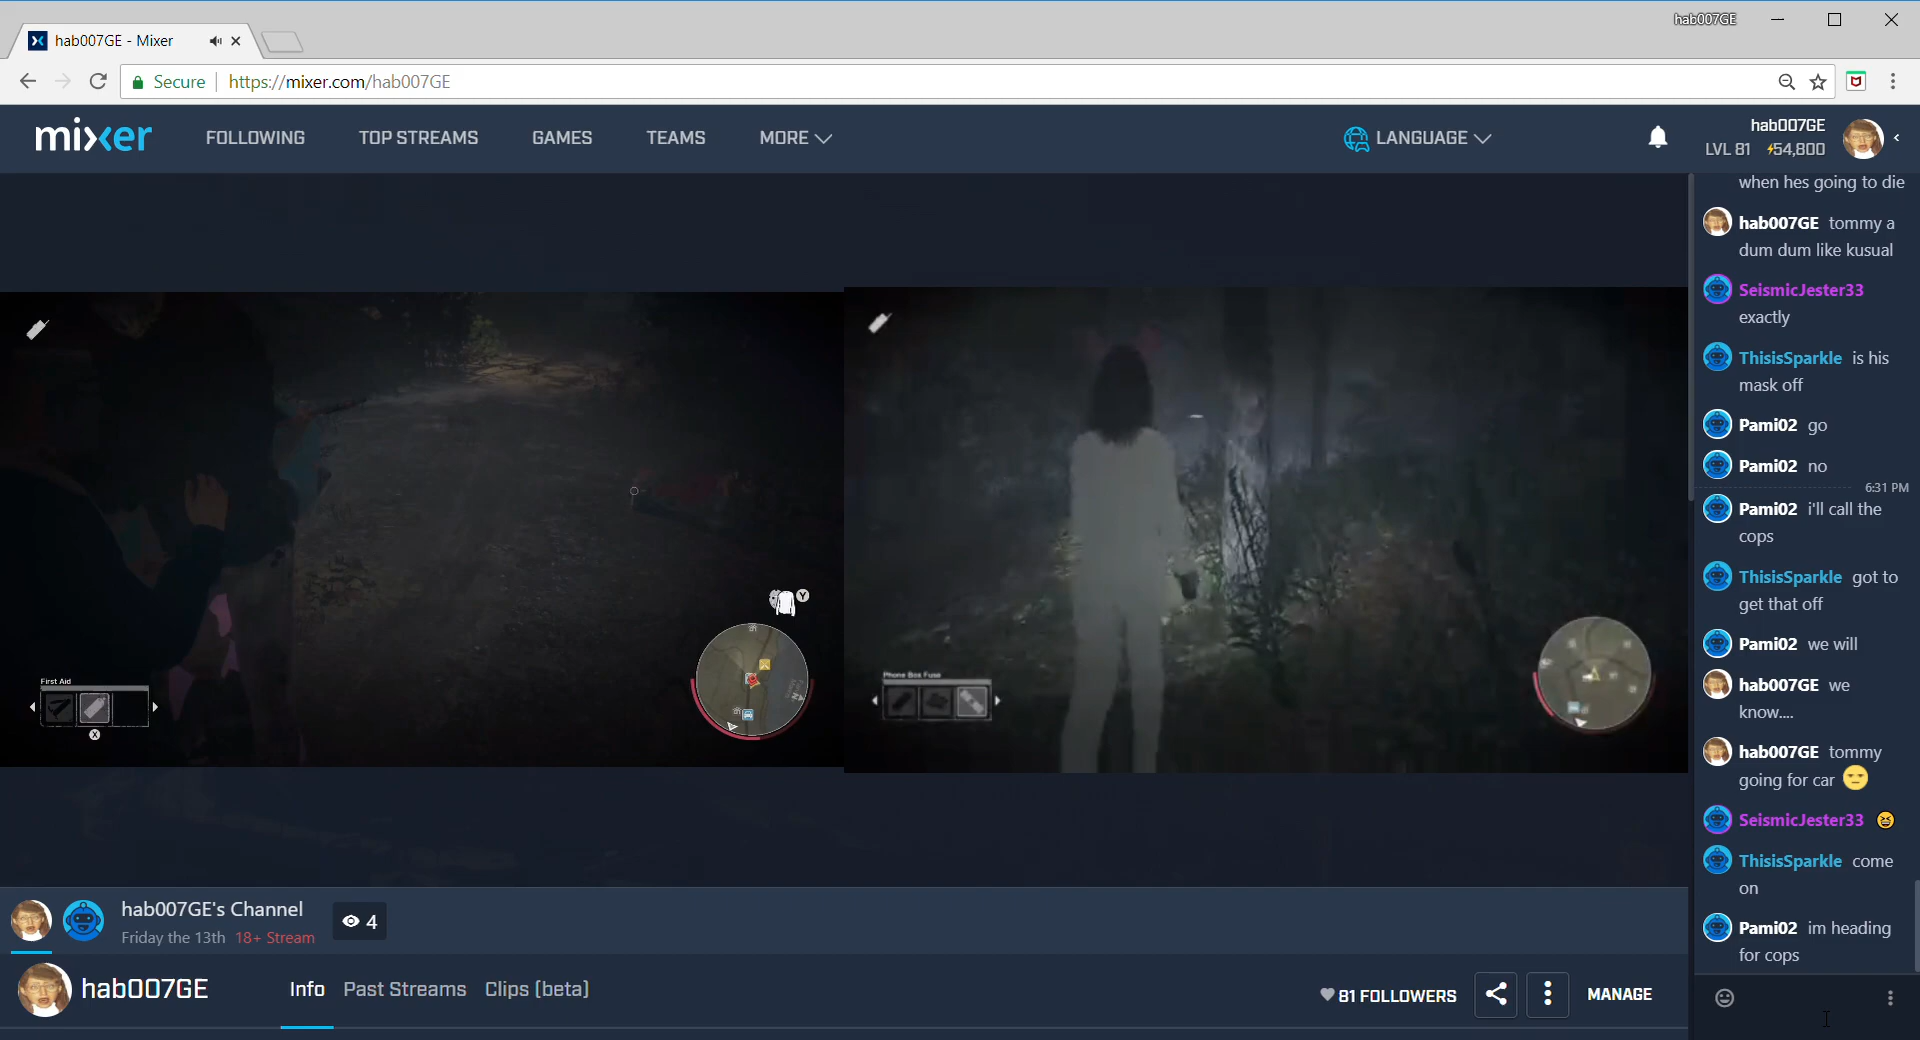 hab007GE
hab007GE - Mixer
Secure
https://mixer.com/hab007GE
mixer
FOLLOWING
TOP STREAMS
GAMES
TEAMS
MORE
LANGUAGE
hab007GE
LVL 81
54,800
First Aid
X
Y
Phone Box Fuse
hab007GE's Channel
Friday the 13th 18+ Stream
4
hab007GE
Info
Past Streams
Clips (beta)
81 FOLLOWERS
MANAGE
when hes going to die
hab007GE tommy a
dum dum like kusual
SeismicJester33
exactly
ThisisSparkle is his
mask off
Pami02 go
Pami02 no
6:31 PM
Pami02 i'll call the
cops
ThisisSparkle got to
get that off
Pami02 we will
hab007GE we
know....
hab007GE tommy
going for car
SeismicJester33
ThisisSparkle come
on
Pami02 im heading
for cops